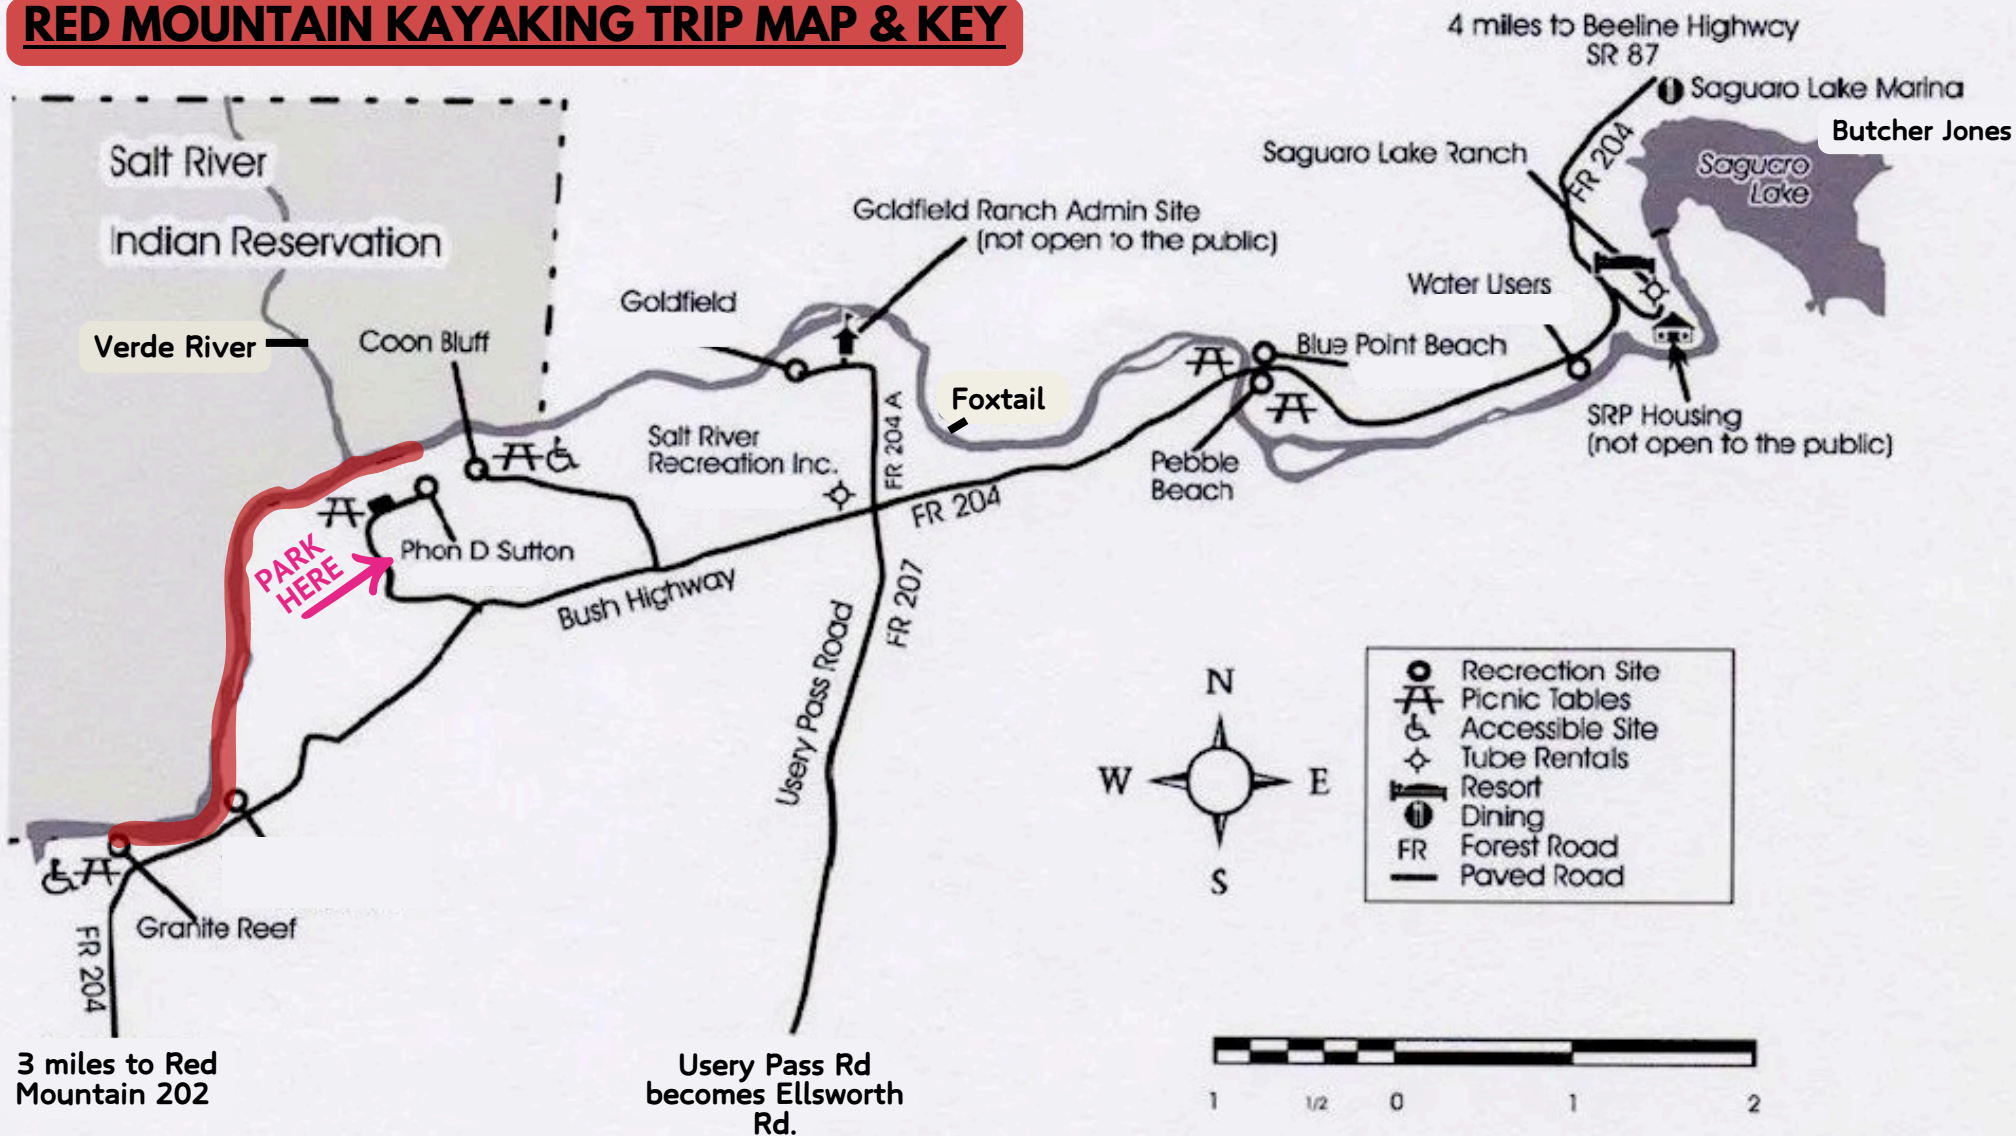 RED MOUNTAIN KAYAKING TRIP MAP & KEY
4 miles to Beeline Highway
SR 87
Saguaro Lake Marina
Butcher Jones
FR 204
Saguaro Lake Ranch
Saguaro
Lake
Salt River
Indian Reservation
Goldfield Ranch Admin Site
(not open to the public)
Water Users
Goldfield
Verde River
Coon Bluff
Blue Point Beach
Foxtail
SRP Housing
(not open to the public)
Salt River
Recreation Inc.
FR 204 A
Pebble
Beach
FR 204
Phon D Sutton
PARK
HERE
Bush Highway
FR 207
Usery Pass Road
N
W
E
S
Recreation Site
Picnic Tables
Accessible Site
Tube Rentals
Resort
Dining
FR Forest Road
Paved Road
Granite Reef
FR 204
3 miles to Red
Mountain 202
Usery Pass Rd
becomes Ellsworth
Rd.
1 1/2 0 1 2